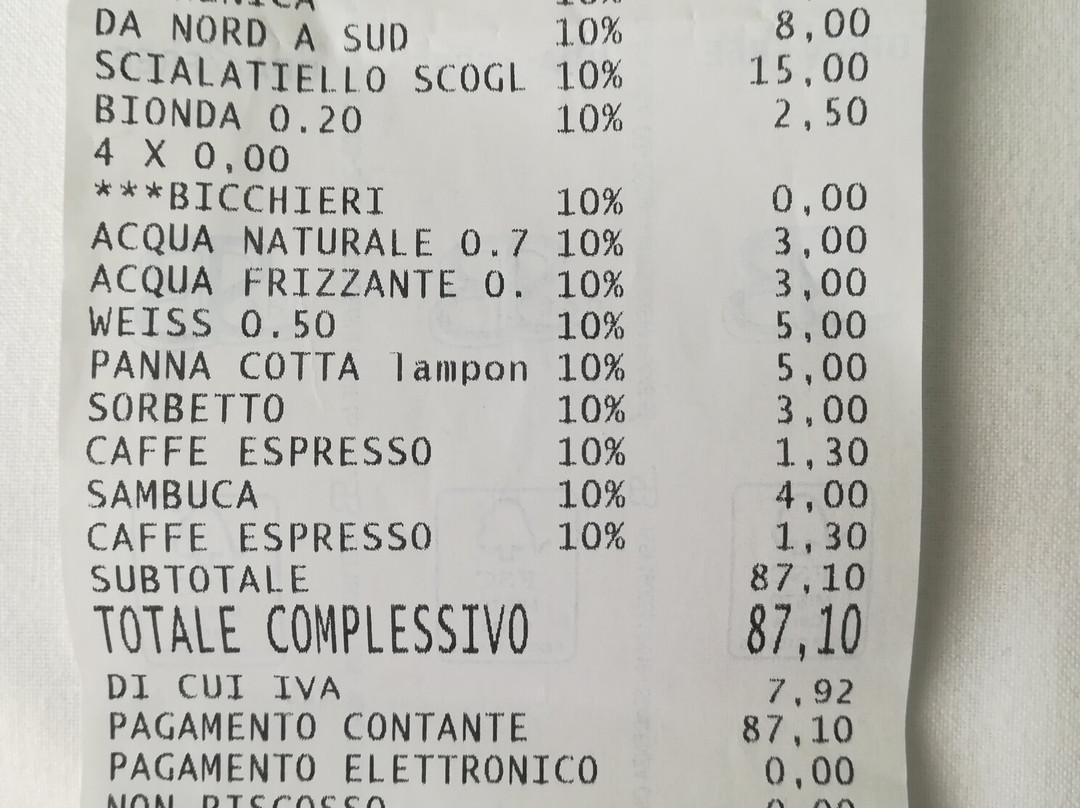 DA NORD A SUD 10% 8,00
SCIALATIELLO SCOGL 10% 15,00
BIONDA 0.20 10% 2,50
4 X 0,00
***BICCHIERI 10% 0,00
ACQUA NATURALE 0.7 10% 3,00
ACQUA FRIZZANTE 0. 10% 3,00
WEISS 0.50 10% 5,00
PANNA COTTA lampon 10% 5,00
SORBETTO 10% 3,00
CAFFE ESPRESSO 10% 1,30
SAMBUCA 10% 4,00
CAFFE ESPRESSO 10% 1,30
SUBTOTALE 87,10
TOTALE COMPLESSIVO 87,10
DI CUI IVA 7,92
PAGAMENTO CONTANTE 87,10
PAGAMENTO ELETTRONICO 0,00
NON RISCOSSO 0,00